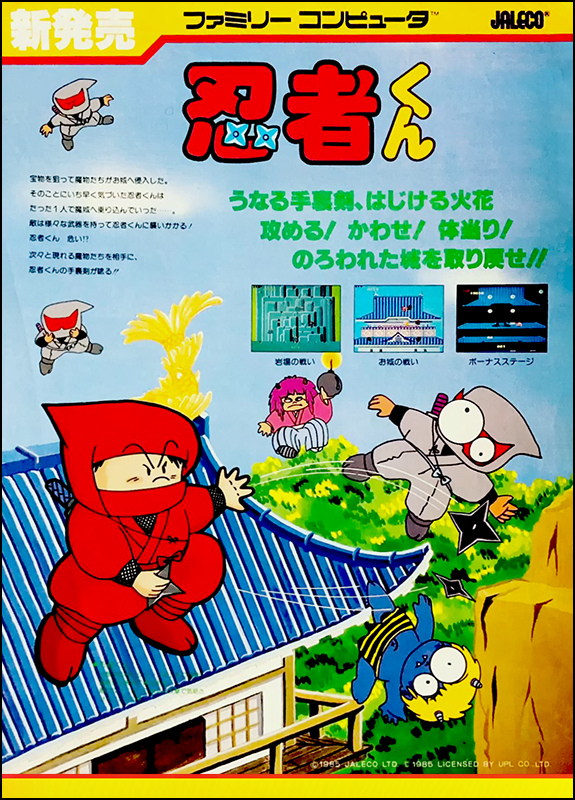 新発売
ファミリー コンピュータ™
JALECO®
忍者くん
宝物を狙って魔物たちがお城へ侵入した。
そのことにいち早く気づいた忍者くんは
たった1人で魔城へ乗り込んでいった——。
敵は様々な武器を持って忍者くんに襲いかかる!
忍者くん 危い!?
次々と現れる魔物たちを相手に、
忍者くんの手裏剣が唸る!!
うなる手裏剣、はじける火花
攻める! かわせ! 体当り!
のろわれた城を取り戻せ!!
岩場の戦い
お城の戦い
ボーナスステージ
©1985 JALECO LTD. 1985 LICENSED BY UPL CO.,LTD.